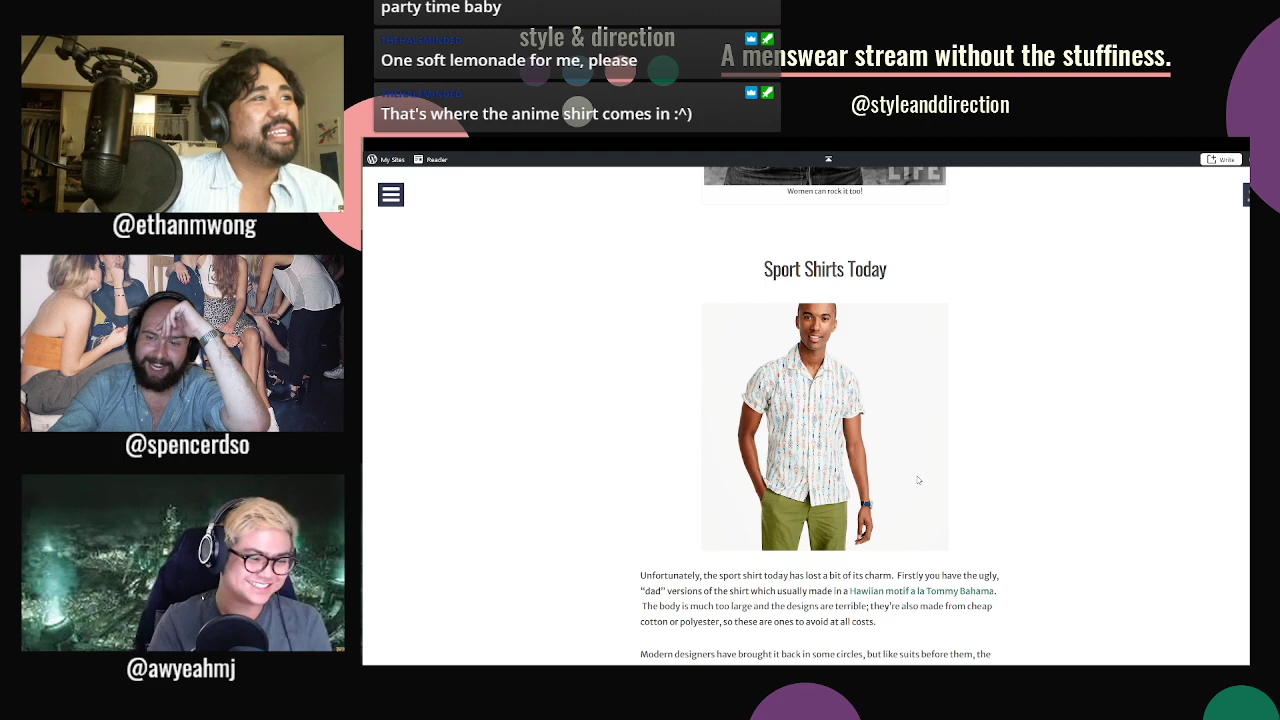 party time baby
THEHALFMINDED
One soft lemonade for me, please
THEHALFMINDED
That's where the anime shirt comes in :^)
style & direction
A menswear stream without the stuffiness.
@styleanddirection
@ethanmwong
@spencerdso
@awyeahmj
My Sites
Reader
Write
LIFE
Women can rock it too!
Sport Shirts Today
Unfortunately, the sport shirt today has lost a bit of its charm. Firstly you have the ugly,
“dad” versions of the shirt which usually made in a Hawiian motif a la Tommy Bahama.
The body is much too large and the designs are terrible; they’re also made from cheap
cotton or polyester, so these are ones to avoid at all costs.
Modern designers have brought it back in some circles, but like suits before them, the